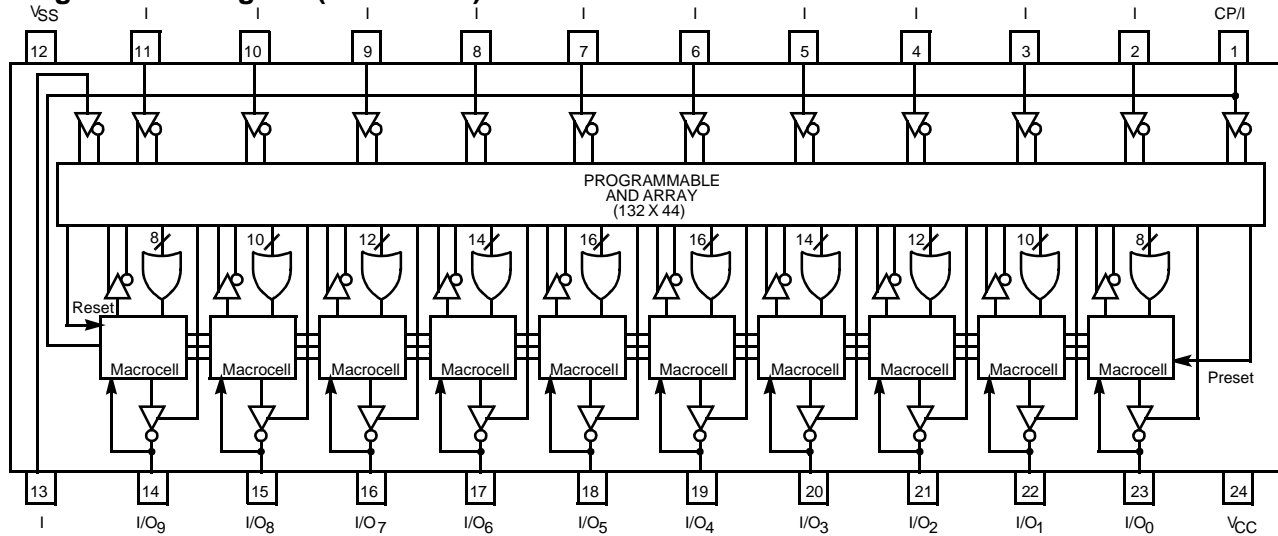 VSS I I I I I I I I I I CP/I
12 11 10 9 8 7 6 5 4 3 2 1
PROGRAMMABLE
AND ARRAY
(132 X 44)
8 10 12 14 16 16 14 12 10 8
Reset
Macrocell Macrocell Macrocell Macrocell Macrocell Macrocell Macrocell Macrocell Macrocell Macrocell
Preset
13 14 15 16 17 18 19 20 21 22 23 24
I I/O9 I/O8 I/O7 I/O6 I/O5 I/O4 I/O3 I/O2 I/O1 I/O0 VCC